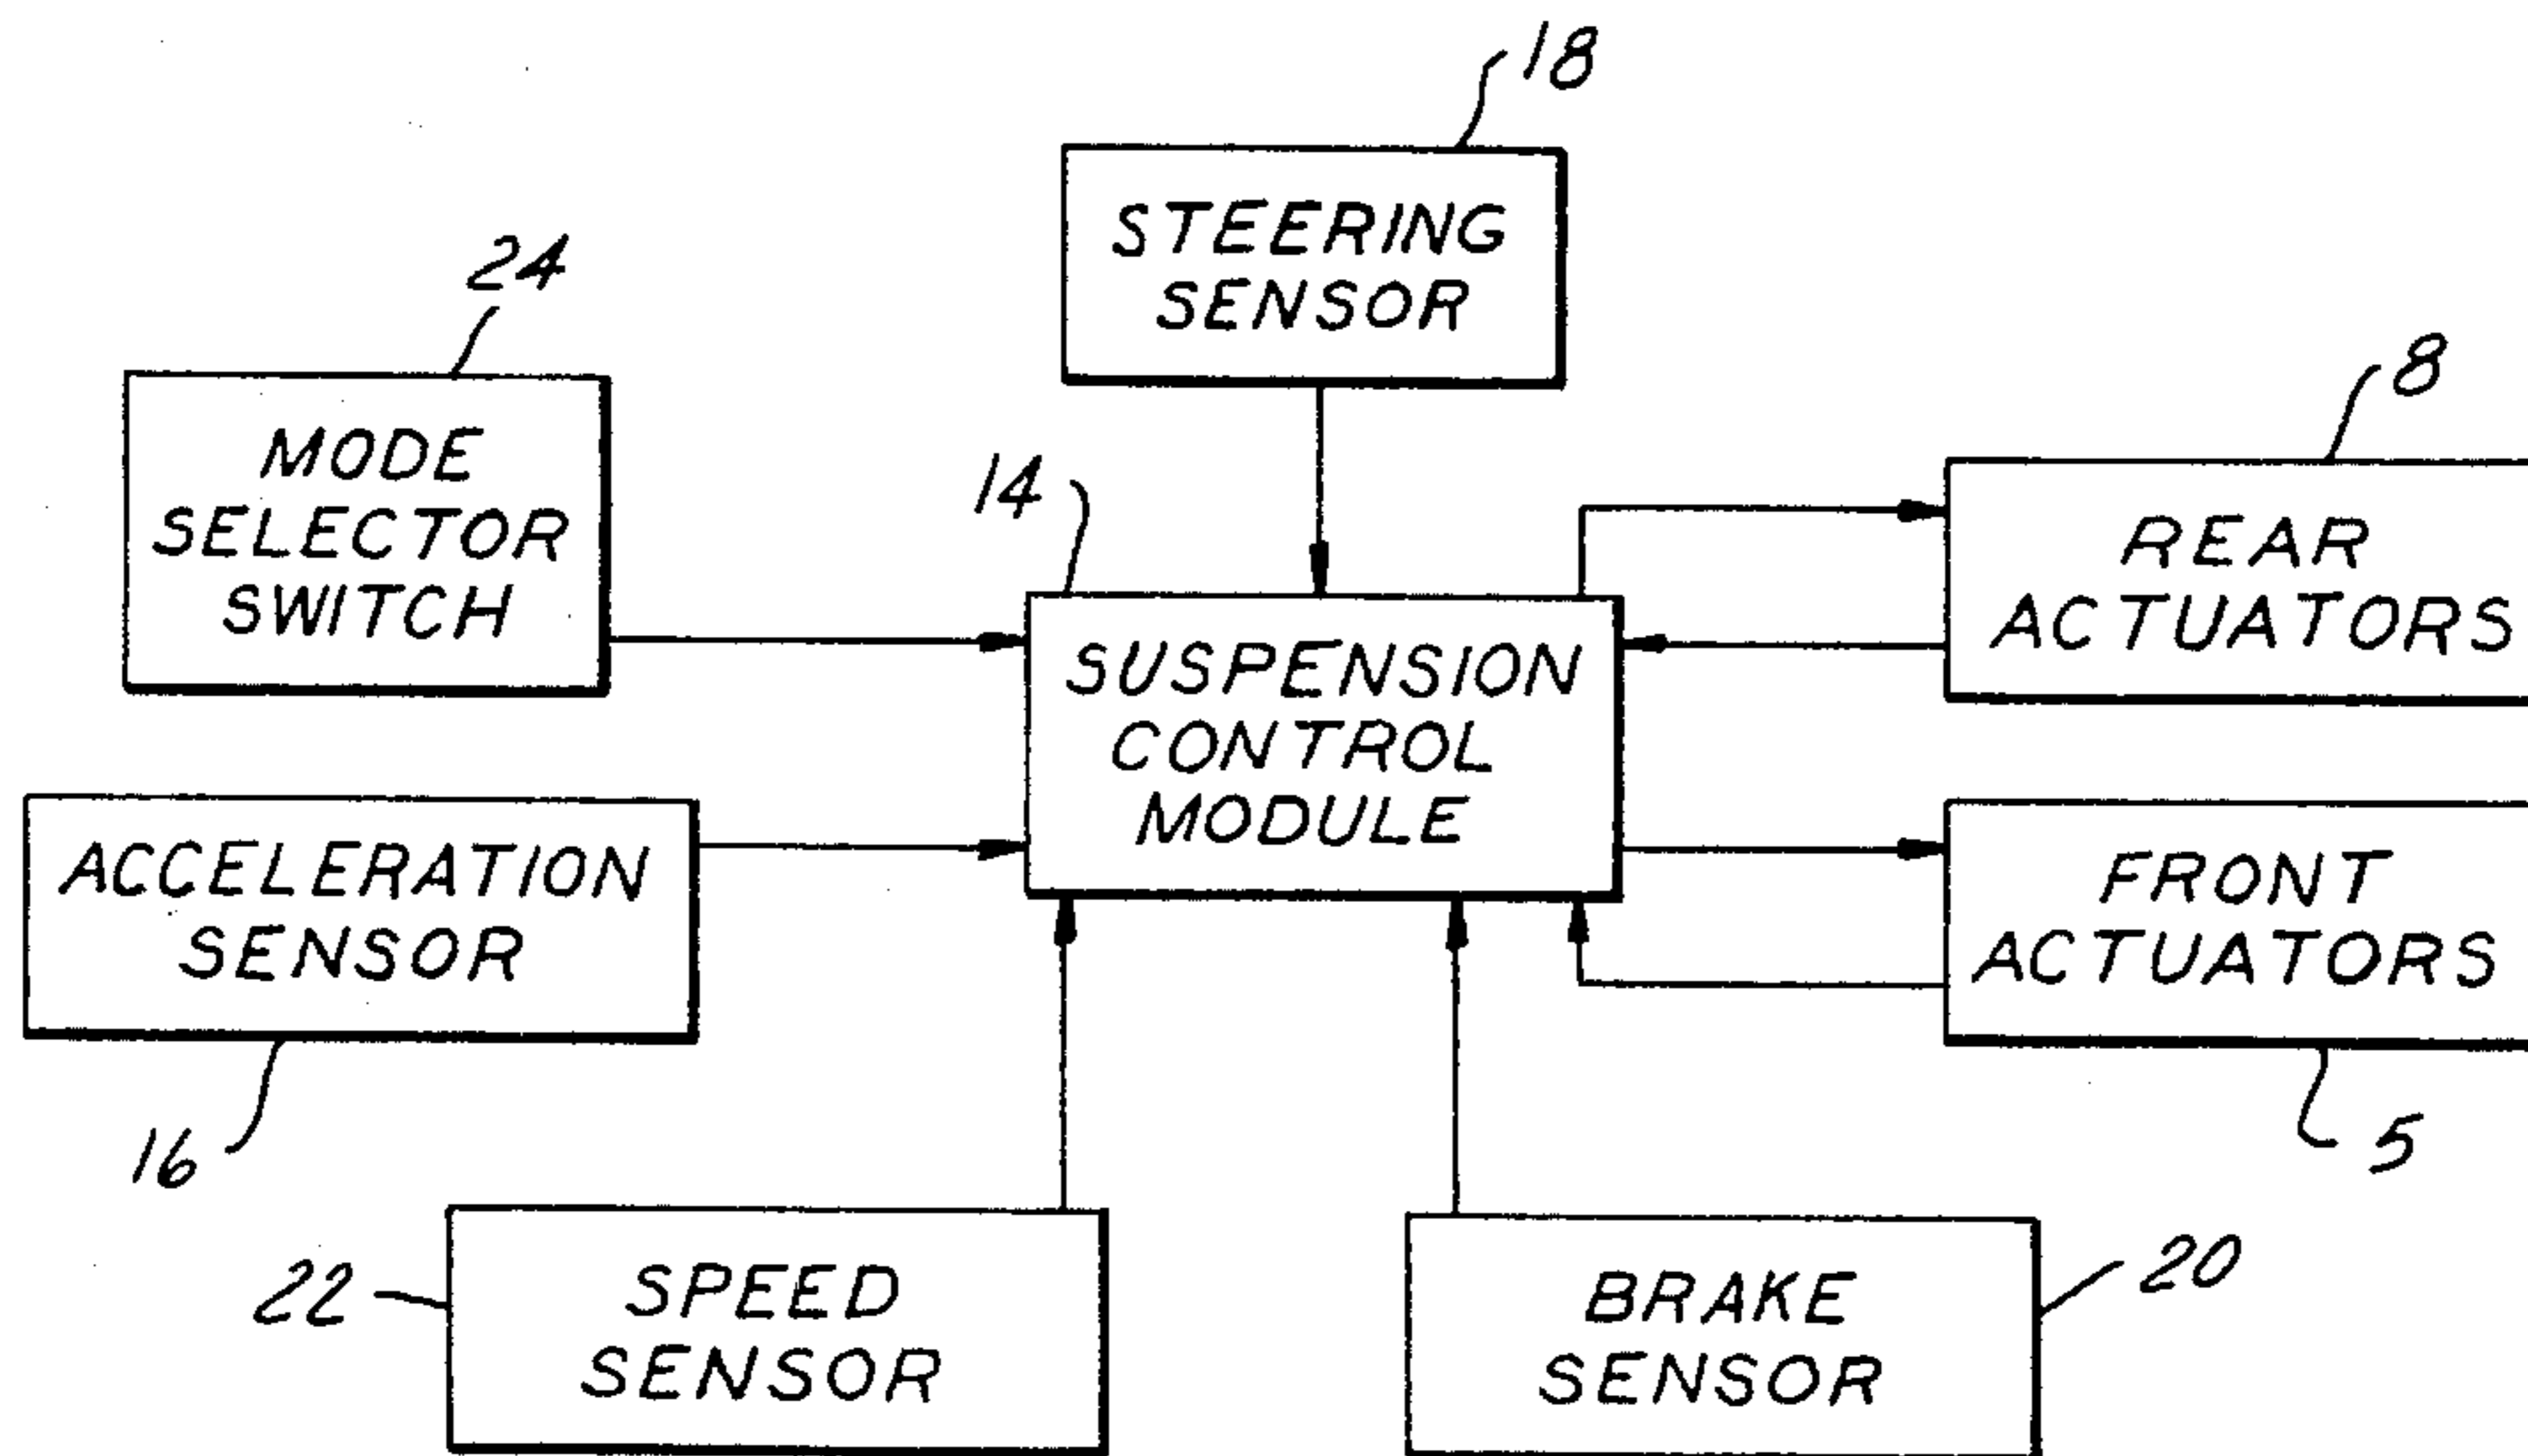 18
STEERING
SENSOR
24
MODE
SELECTOR
SWITCH
14
SUSPENSION
CONTROL
MODULE
8
REAR
ACTUATORS
ACCELERATION
SENSOR
16
FRONT
ACTUATORS
5
22
SPEED
SENSOR
BRAKE
SENSOR
20